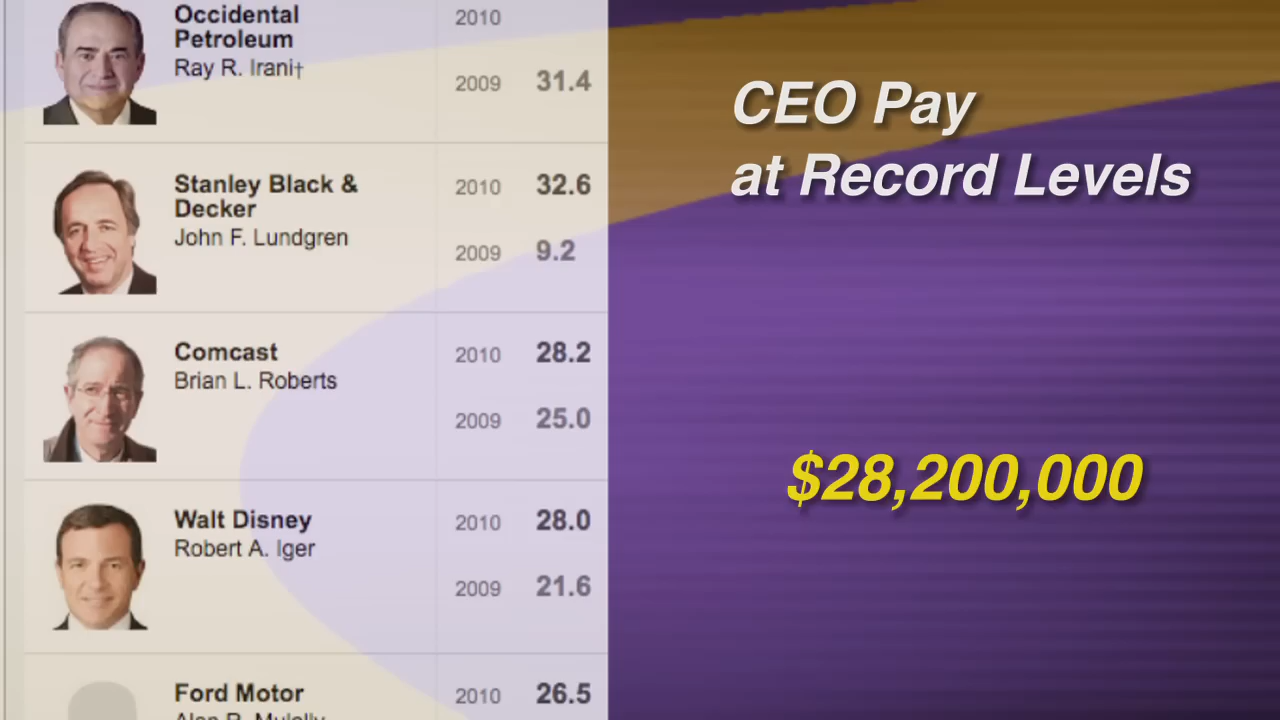 Occidental
Petroleum
Ray R. Irani†
2010
2009 31.4
Stanley Black &
Decker
John F. Lundgren
2010 32.6
2009 9.2
Comcast
Brian L. Roberts
2010 28.2
2009 25.0
Walt Disney
Robert A. Iger
2010 28.0
2009 21.6
Ford Motor
2010 26.5
CEO Pay
at Record Levels
$28,200,000